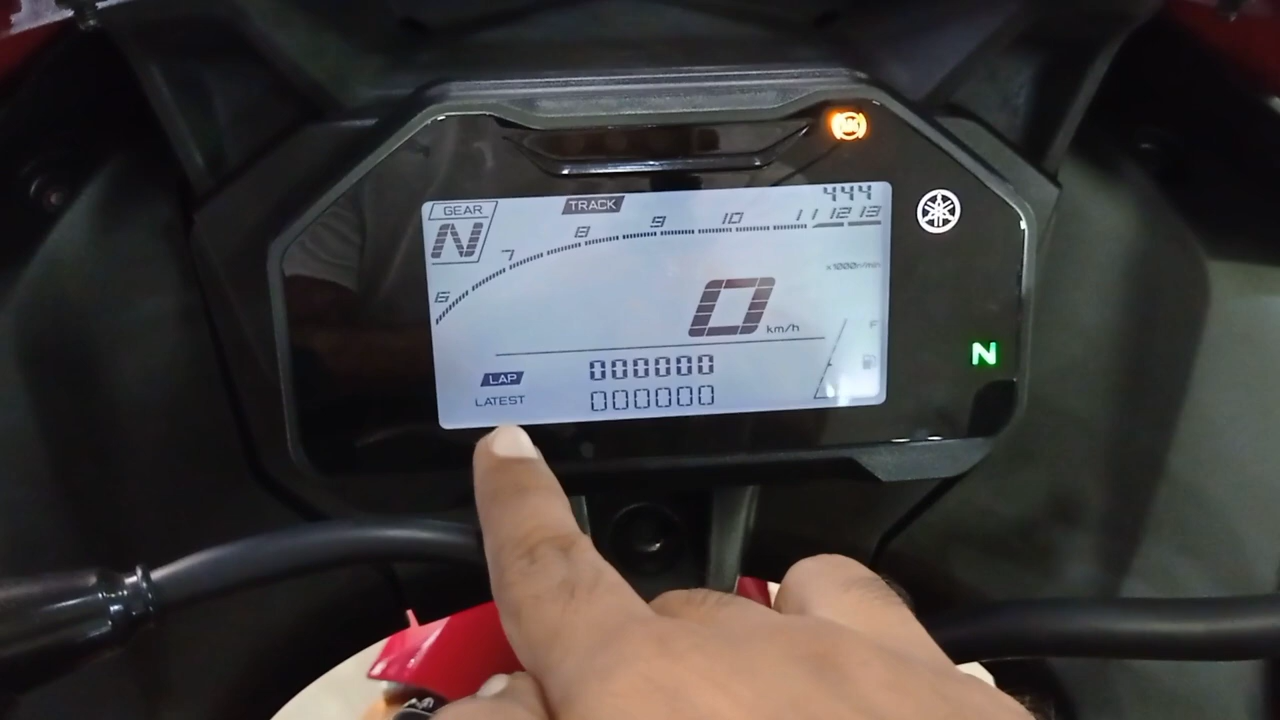 GEAR
N
TRACK
444
6 7 8 9 10 11 12 13
x1000r/min
0 km/h
F
N
LAP 000000
LATEST 000000